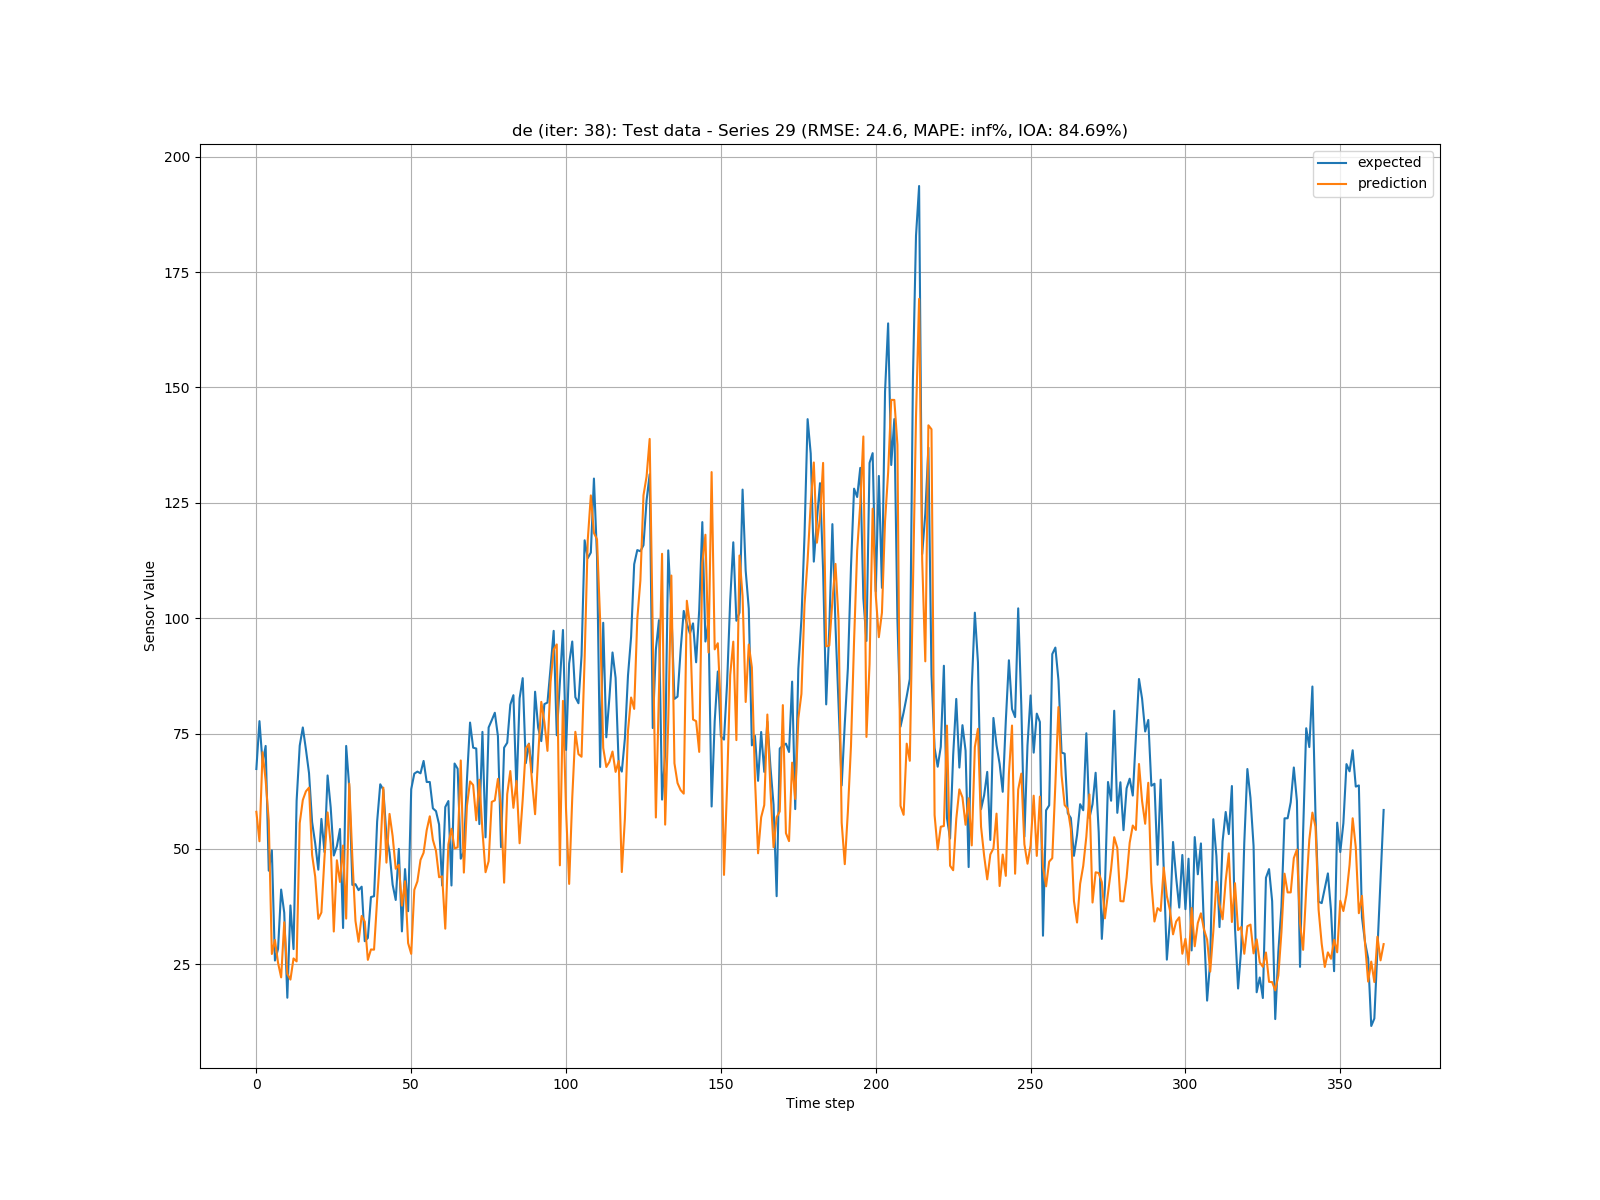 de (iter: 38): Test data - Series 29 (RMSE: 24.6, MAPE: inf%, IOA: 84.69%)
expected
prediction
200
175
150
125
100
75
50
25
Sensor Value
0 50 100 150 200 250 300 350
Time step